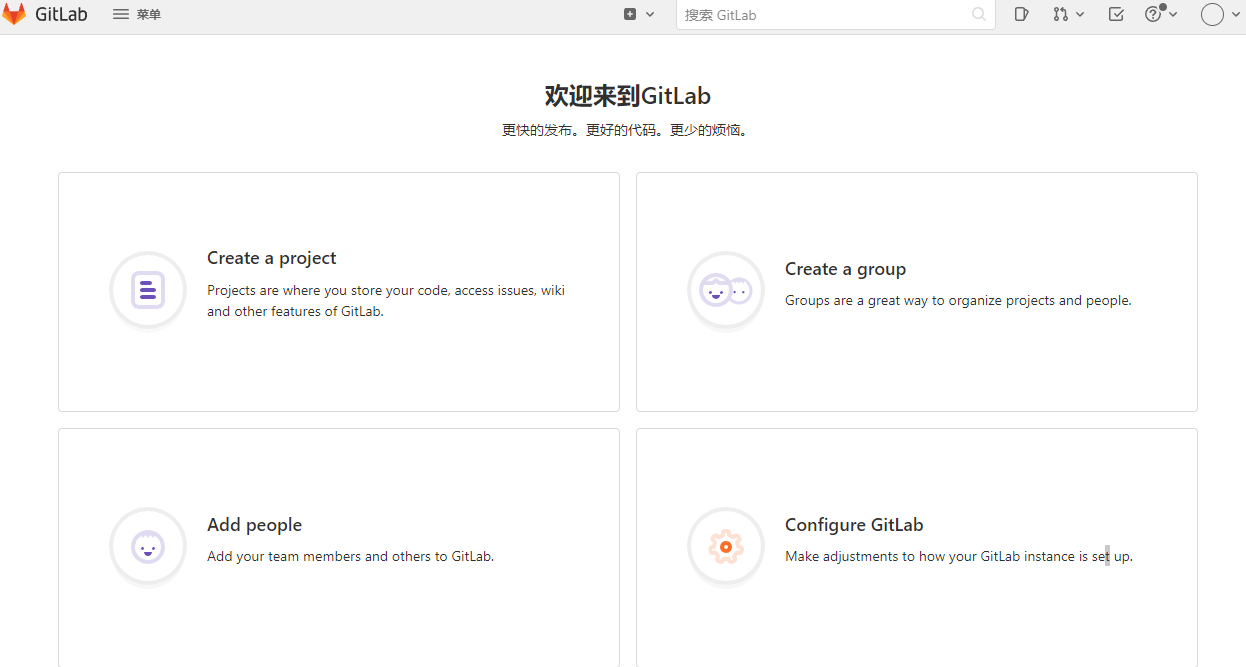 GitLab 菜单 搜索 GitLab
欢迎来到GitLab
更快的发布。更好的代码。更少的烦恼。
Create a project
Projects are where you store your code, access issues, wiki
and other features of GitLab.
Create a group
Groups are a great way to organize projects and people.
Add people
Add your team members and others to GitLab.
Configure GitLab
Make adjustments to how your GitLab instance is set up.